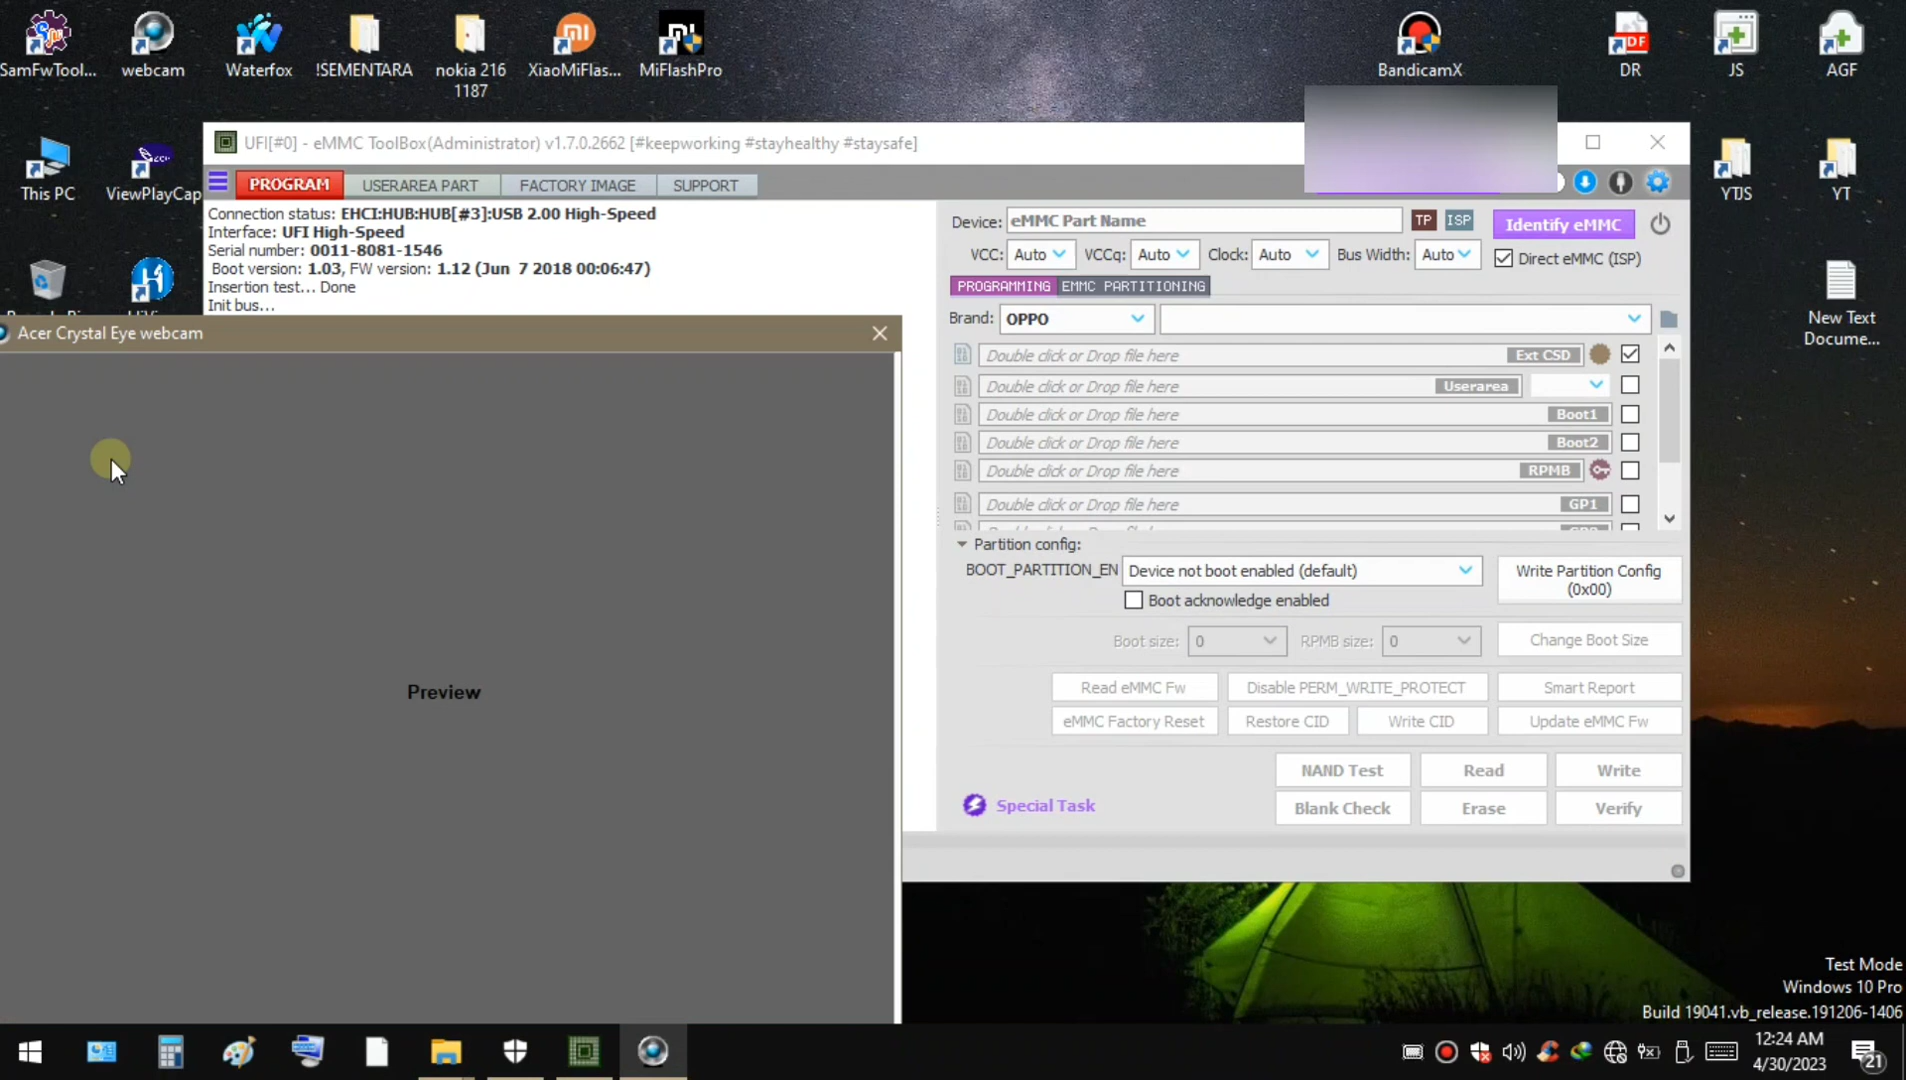 SamFwTool...
webcam
Waterfox
!SEMENTARA
nokia 216
1187
XiaoMiFlas...
MiFlashPro
BandicamX
DR
JS
AGF
This PC
ViewPlayCap
YTJS
YT
New Text
Docume...
UFI[#0] - eMMC ToolBox(Administrator) v1.7.0.2662 [#keepworking #stayhealthy #staysafe]
PROGRAM
USERAREA PART
FACTORY IMAGE
SUPPORT
Connection status: EHCI:HUB:HUB[#3]:USB 2.00 High-Speed
Interface: UFI High-Speed
Serial number: 0011-8081-1546
Boot version: 1.03, FW version: 1.12 (Jun 7 2018 00:06:47)
Insertion test... Done
Init bus...
Device: eMMC Part Name
TP
ISP
Identify eMMC
VCC: Auto VCCq: Auto Clock: Auto Bus Width: Auto
Direct eMMC (ISP)
PROGRAMMING EMMC PARTITIONING
Brand: OPPO
Double click or Drop file here Ext CSD
Double click or Drop file here Userarea
Double click or Drop file here Boot1
Double click or Drop file here Boot2
Double click or Drop file here RPMB
Double click or Drop file here GP1
Partition config:
BOOT_PARTITION_EN Device not boot enabled (default)
Write Partition Config
(0x00)
Boot acknowledge enabled
Boot size: 0 RPMB size: 0 Change Boot Size
Read eMMC Fw Disable PERM_WRITE_PROTECT Smart Report
eMMC Factory Reset Restore CID Write CID Update eMMC Fw
NAND Test Read Write
Special Task
Blank Check Erase Verify
Acer Crystal Eye webcam
Preview
Test Mode
Windows 10 Pro
Build 19041.vb_release.191206-1406
12:24 AM
4/30/2023
21